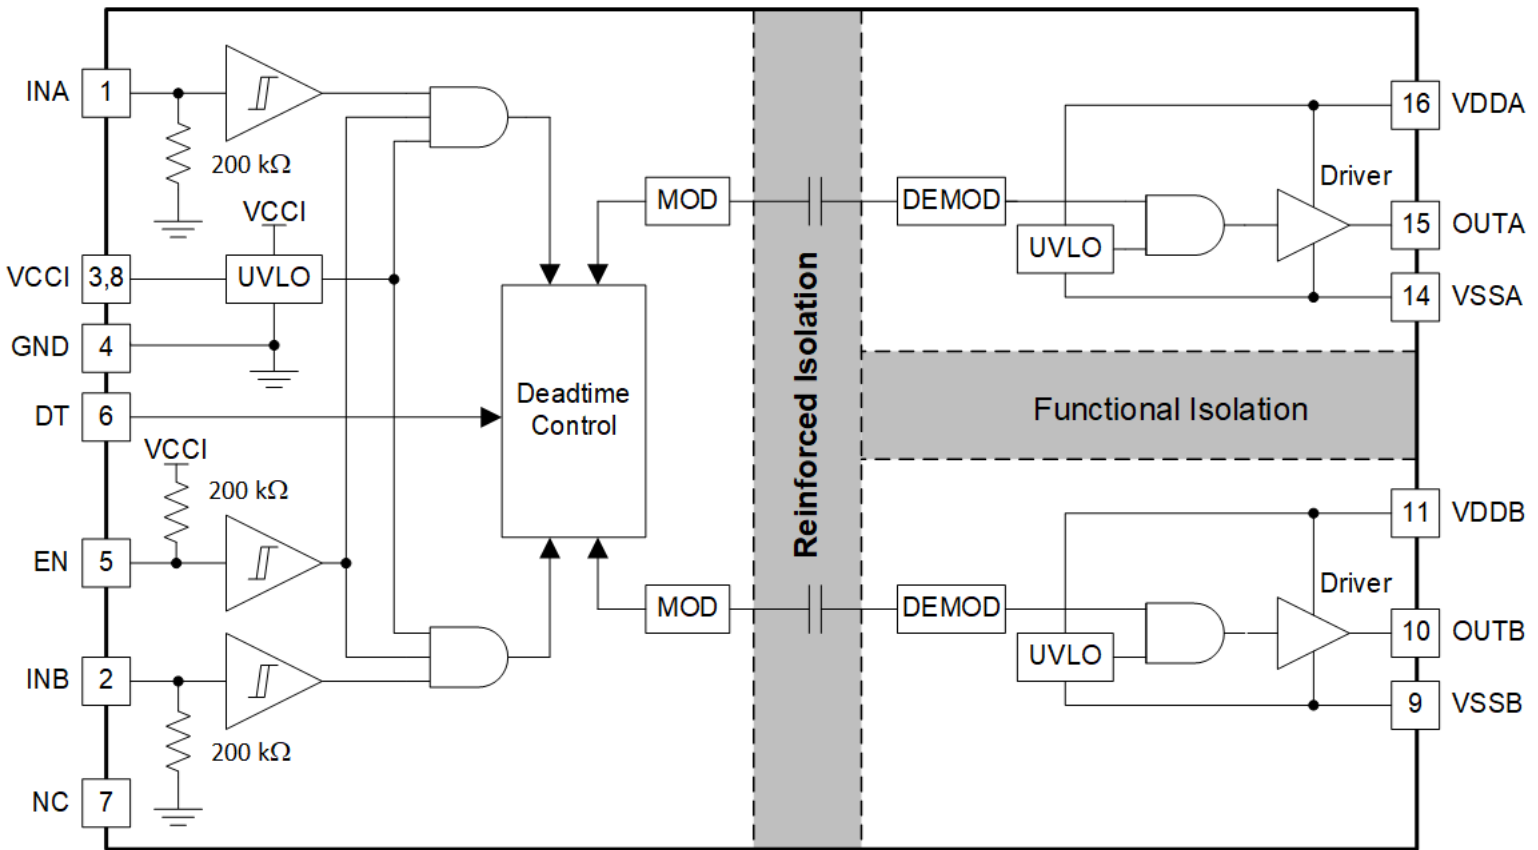 INA 1
200 kΩ
VCCI
VCCI 3,8 UVLO
GND 4
DT 6
VCCI
200 kΩ
EN 5
INB 2
200 kΩ
NC 7
Deadtime
Control
MOD
MOD
Reinforced Isolation
Functional Isolation
DEMOD
UVLO
Driver
16 VDDA
15 OUTA
14 VSSA
DEMOD
UVLO
Driver
11 VDDB
10 OUTB
9 VSSB